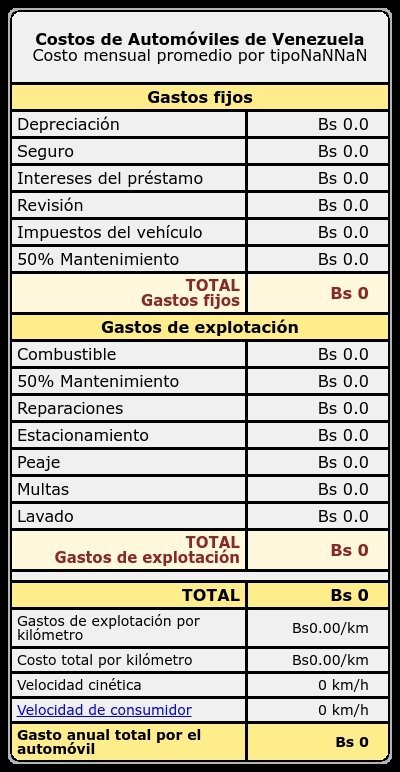 Costos de Automóviles de Venezuela
Costo mensual promedio por tipoNaNNaN
Gastos fijos
Depreciación Bs 0.0
Seguro Bs 0.0
Intereses del préstamo Bs 0.0
Revisión Bs 0.0
Impuestos del vehículo Bs 0.0
50% Mantenimiento Bs 0.0
TOTAL
Gastos fijos Bs 0
Gastos de explotación
Combustible Bs 0.0
50% Mantenimiento Bs 0.0
Reparaciones Bs 0.0
Estacionamiento Bs 0.0
Peaje Bs 0.0
Multas Bs 0.0
Lavado Bs 0.0
TOTAL
Gastos de explotación Bs 0
TOTAL Bs 0
Gastos de explotación por
kilómetro Bs0.00/km
Costo total por kilómetro Bs0.00/km
Velocidad cinética 0 km/h
Velocidad de consumidor 0 km/h
Gasto anual total por el
automóvil Bs 0